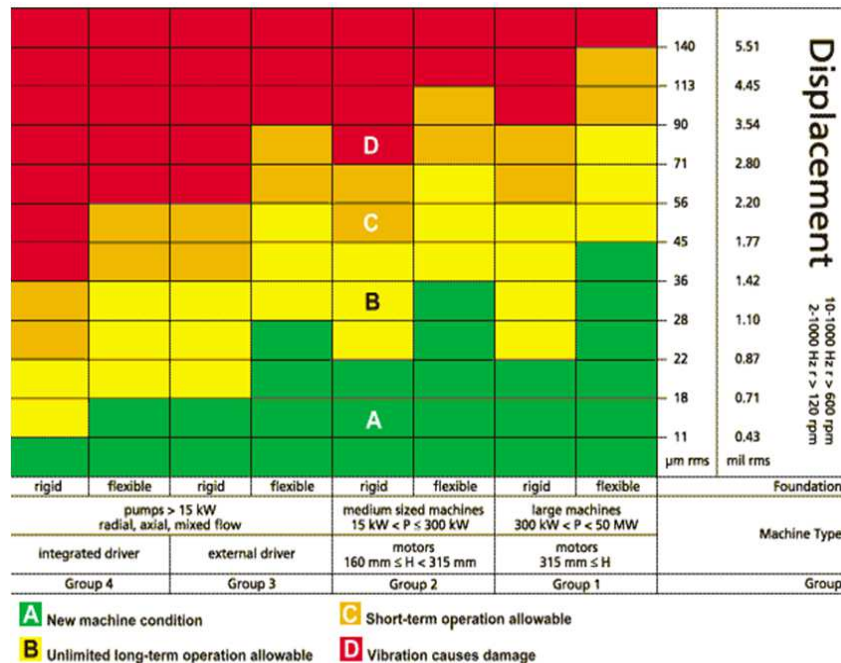 140 5.51
113 4.45
D 90 3.54
71 2.80
C 56 2.20
45 1.77
B 36 1.42
28 1.10
22 0.87
A 18 0.71
11 0.43
µm rms mil rms
Displacement
10-1000 Hz r > 600 rpm
2-1000 Hz r > 120 rpm
rigid flexible rigid flexible rigid flexible rigid flexible Foundation
pumps > 15 kW
radial, axial, mixed flow
medium sized machines
15 kW < P ≤ 300 kW
large machines
300 kW < P < 50 MW
Machine Type
integrated driver external driver
motors
160 mm ≤ H < 315 mm
motors
315 mm ≤ H
Group 4 Group 3 Group 2 Group 1 Group
A New machine condition
C Short-term operation allowable
B Unlimited long-term operation allowable
D Vibration causes damage